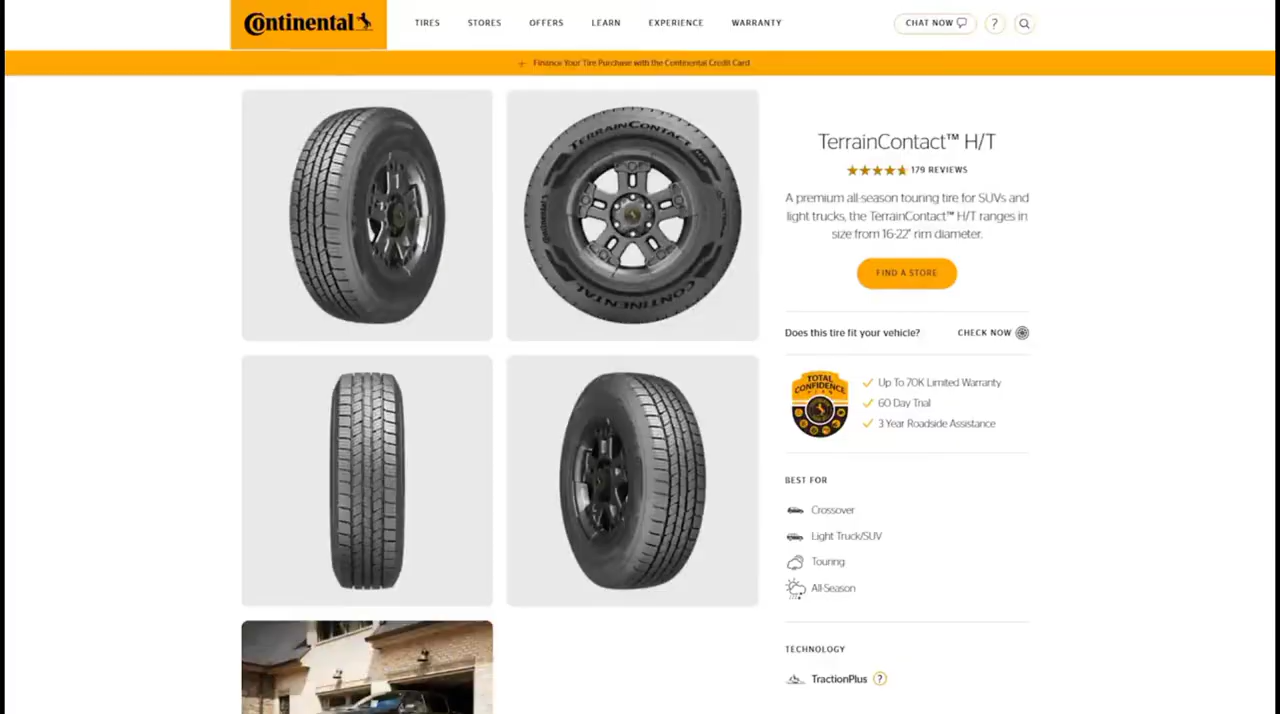 Continental
TIRES
STORES
OFFERS
LEARN
EXPERIENCE
WARRANTY
CHAT NOW
?
Finance Your Tire Purchase with the Continental Credit Card
TERRAINCONTACT H/T
CONTINENTAL
Continental
TerrainContact™ H/T
179 REVIEWS
A premium all-season touring tire for SUVs and
light trucks, the TerrainContact™ H/T ranges in
size from 16-22" rim diameter.
FIND A STORE
Does this tire fit your vehicle?
CHECK NOW
TOTAL
CONFIDENCE
PLAN
Up To 70K Limited Warranty
60 Day Trial
3 Year Roadside Assistance
BEST FOR
Crossover
Light Truck/SUV
Touring
All-Season
TECHNOLOGY
TractionPlus ?